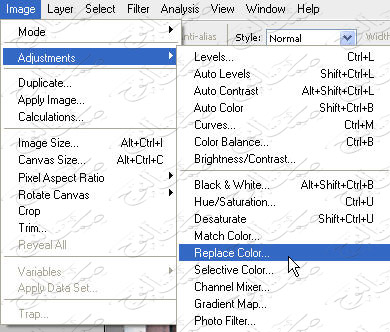 Image Layer Select Filter Analysis View Window Help
nti-alias Style: Normal Width
Mode
Adjustments
Duplicate...
Apply Image...
Calculations...
Image Size... Alt+Ctrl+I
Canvas Size... Alt+Ctrl+C
Pixel Aspect Ratio
Rotate Canvas
Crop
Trim...
Reveal All
Variables
Apply Data Set...
Trap...
Levels... Ctrl+L
Auto Levels Shift+Ctrl+L
Auto Contrast Alt+Shift+Ctrl+L
Auto Color Shift+Ctrl+B
Curves... Ctrl+M
Color Balance... Ctrl+B
Brightness/Contrast...
Black & White... Alt+Shift+Ctrl+B
Hue/Saturation... Ctrl+U
Desaturate Shift+Ctrl+U
Match Color...
Replace Color...
Selective Color...
Channel Mixer...
Gradient Map...
Photo Filter...